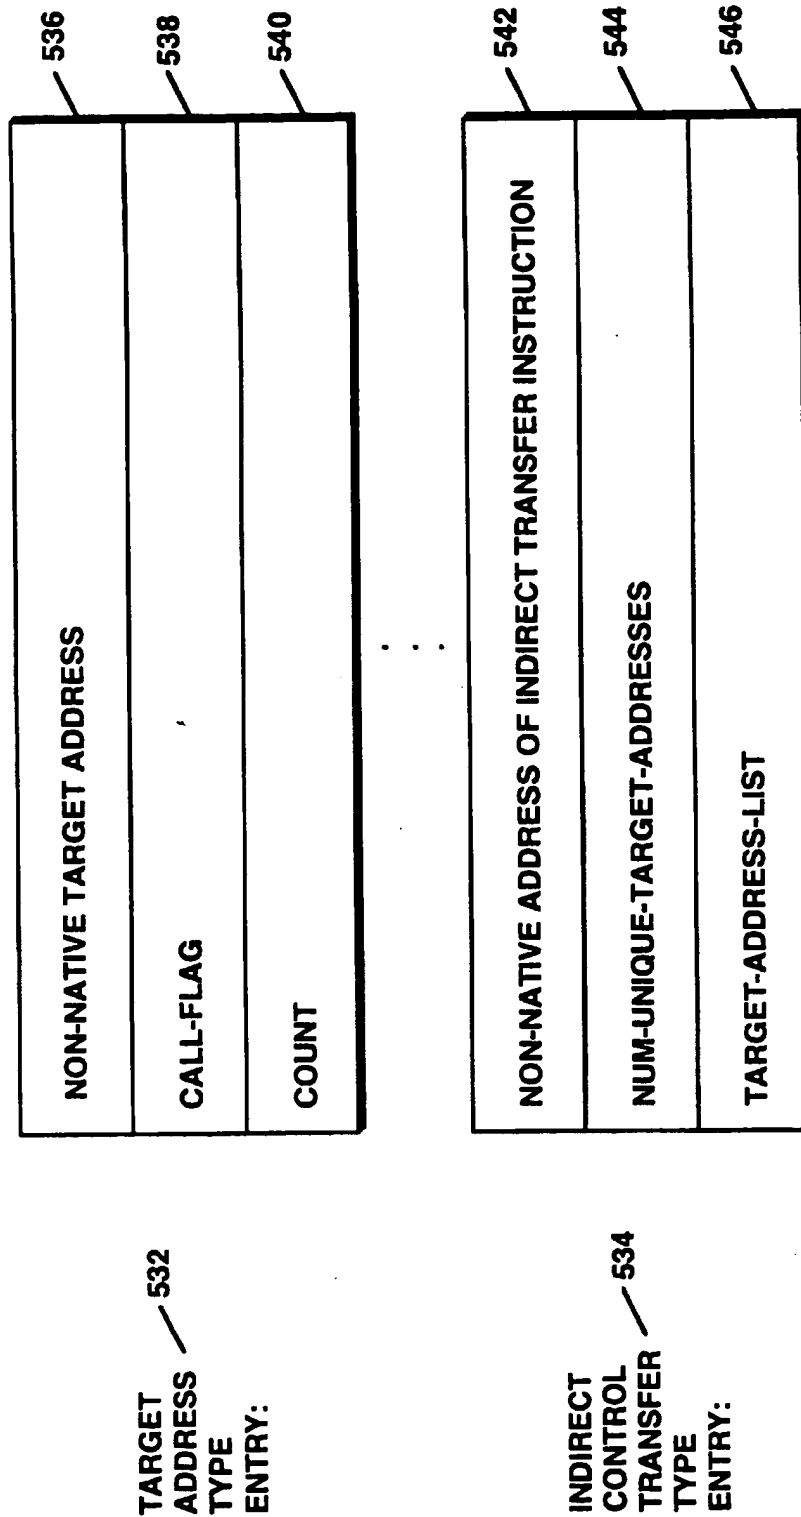 TARGET
ADDRESS
TYPE
ENTRY:
532
NON-NATIVE TARGET ADDRESS
536
CALL-FLAG
538
COUNT
540
. . .
INDIRECT
CONTROL
TRANSFER
TYPE
ENTRY:
534
NON-NATIVE ADDRESS OF INDIRECT TRANSFER INSTRUCTION
542
NUM-UNIQUE-TARGET-ADDRESSES
544
TARGET-ADDRESS-LIST
546